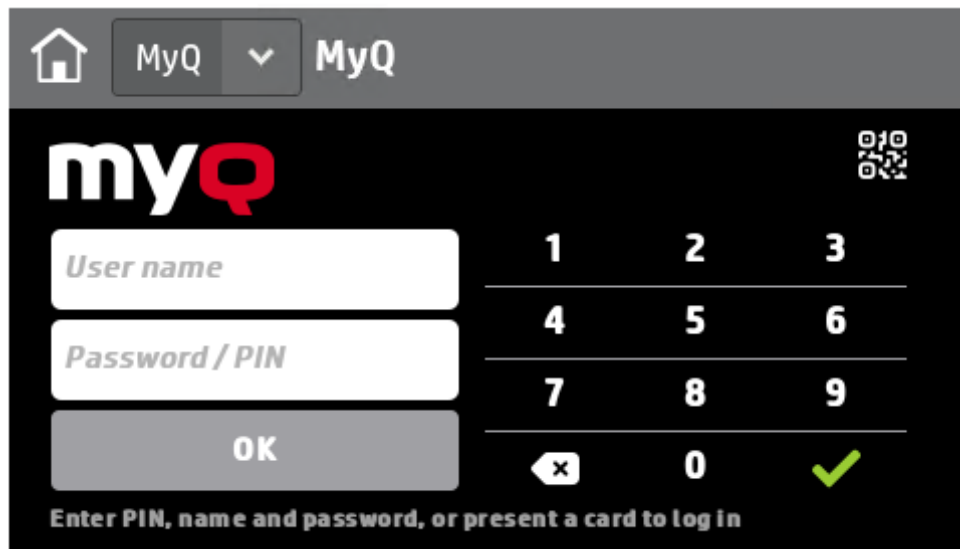 MyQ MyQ
myQ
User name
Password / PIN
OK
1 2 3
4 5 6
7 8 9
0
Enter PIN, name and password, or present a card to log in